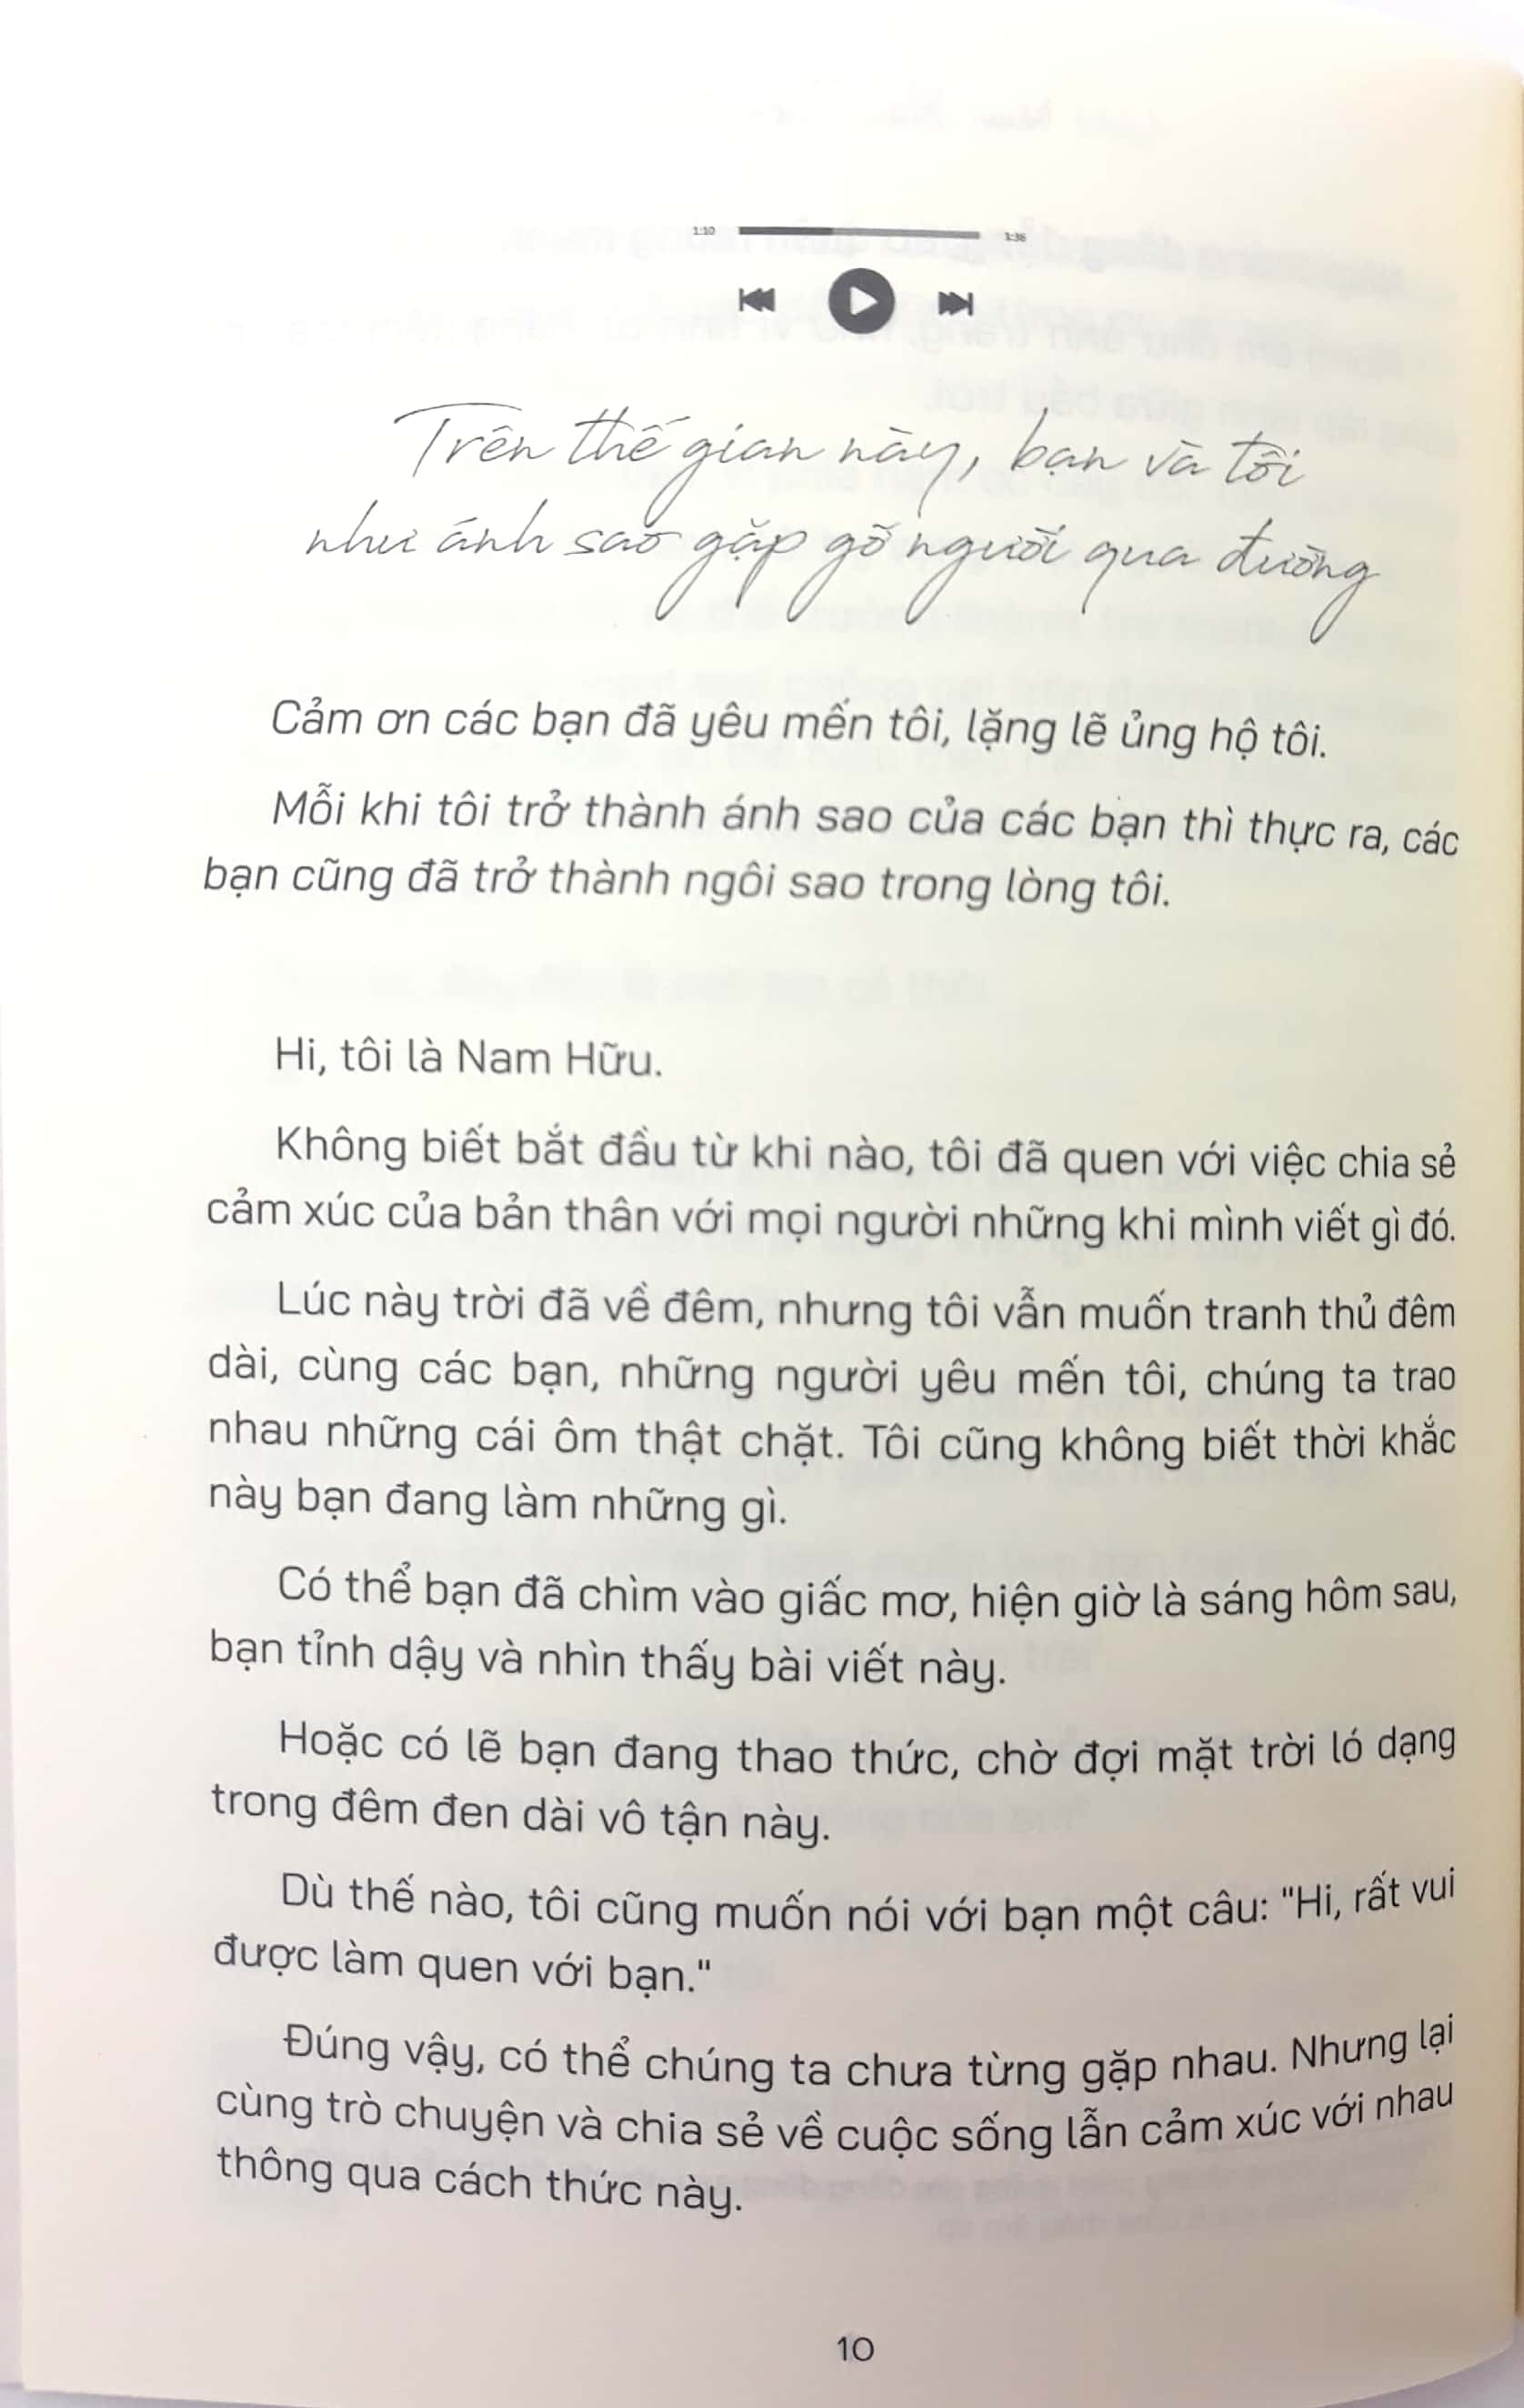 1:10 1:36
Trên thế gian này, bạn và tôi
như ánh sao gặp gỡ người qua đường
Cảm ơn các bạn đã yêu mến tôi, lặng lẽ ủng hộ tôi.
Mỗi khi tôi trở thành ánh sao của các bạn thì thực ra, các
bạn cũng đã trở thành ngôi sao trong lòng tôi.
Hi, tôi là Nam Hữu.
Không biết bắt đầu từ khi nào, tôi đã quen với việc chia sẻ
cảm xúc của bản thân với mọi người những khi mình viết gì đó.
Lúc này trời đã về đêm, nhưng tôi vẫn muốn tranh thủ đêm
dài, cùng các bạn, những người yêu mến tôi, chúng ta trao
nhau những cái ôm thật chặt. Tôi cũng không biết thời khắc
này bạn đang làm những gì.
Có thể bạn đã chìm vào giấc mơ, hiện giờ là sáng hôm sau,
bạn tỉnh dậy và nhìn thấy bài viết này.
Hoặc có lẽ bạn đang thao thức, chờ đợi mặt trời ló dạng
trong đêm đen dài vô tận này.
Dù thế nào, tôi cũng muốn nói với bạn một câu: "Hi, rất vui
được làm quen với bạn."
Đúng vậy, có thể chúng ta chưa từng gặp nhau. Nhưng lại
cùng trò chuyện và chia sẻ về cuộc sống lẫn cảm xúc với nhau
thông qua cách thức này.
10